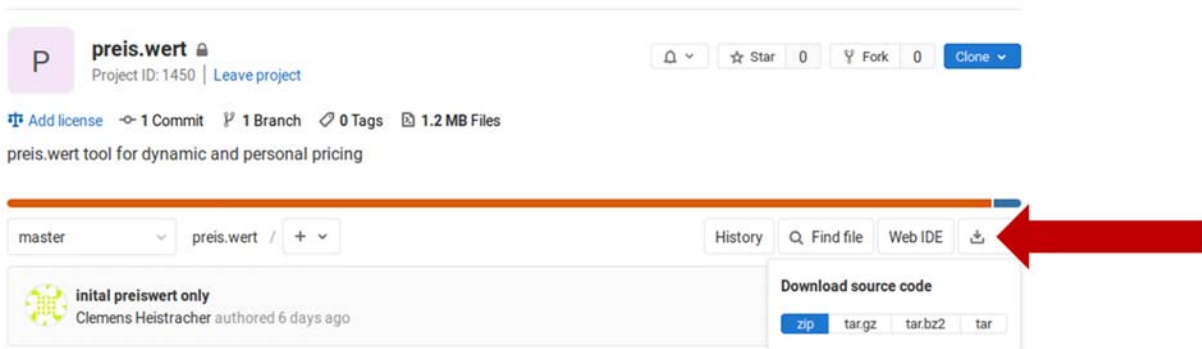 P
preis.wert
Project ID: 1450 | Leave project
Star 0 Fork 0 Clone
Add license 1 Commit 1 Branch 0 Tags 1.2 MB Files
preis.wert tool for dynamic and personal pricing
master preis.wert / + History Find file Web IDE
inital preiswert only
Clemens Heistracher authored 6 days ago
Download source code
zip tar.gz tar.bz2 tar